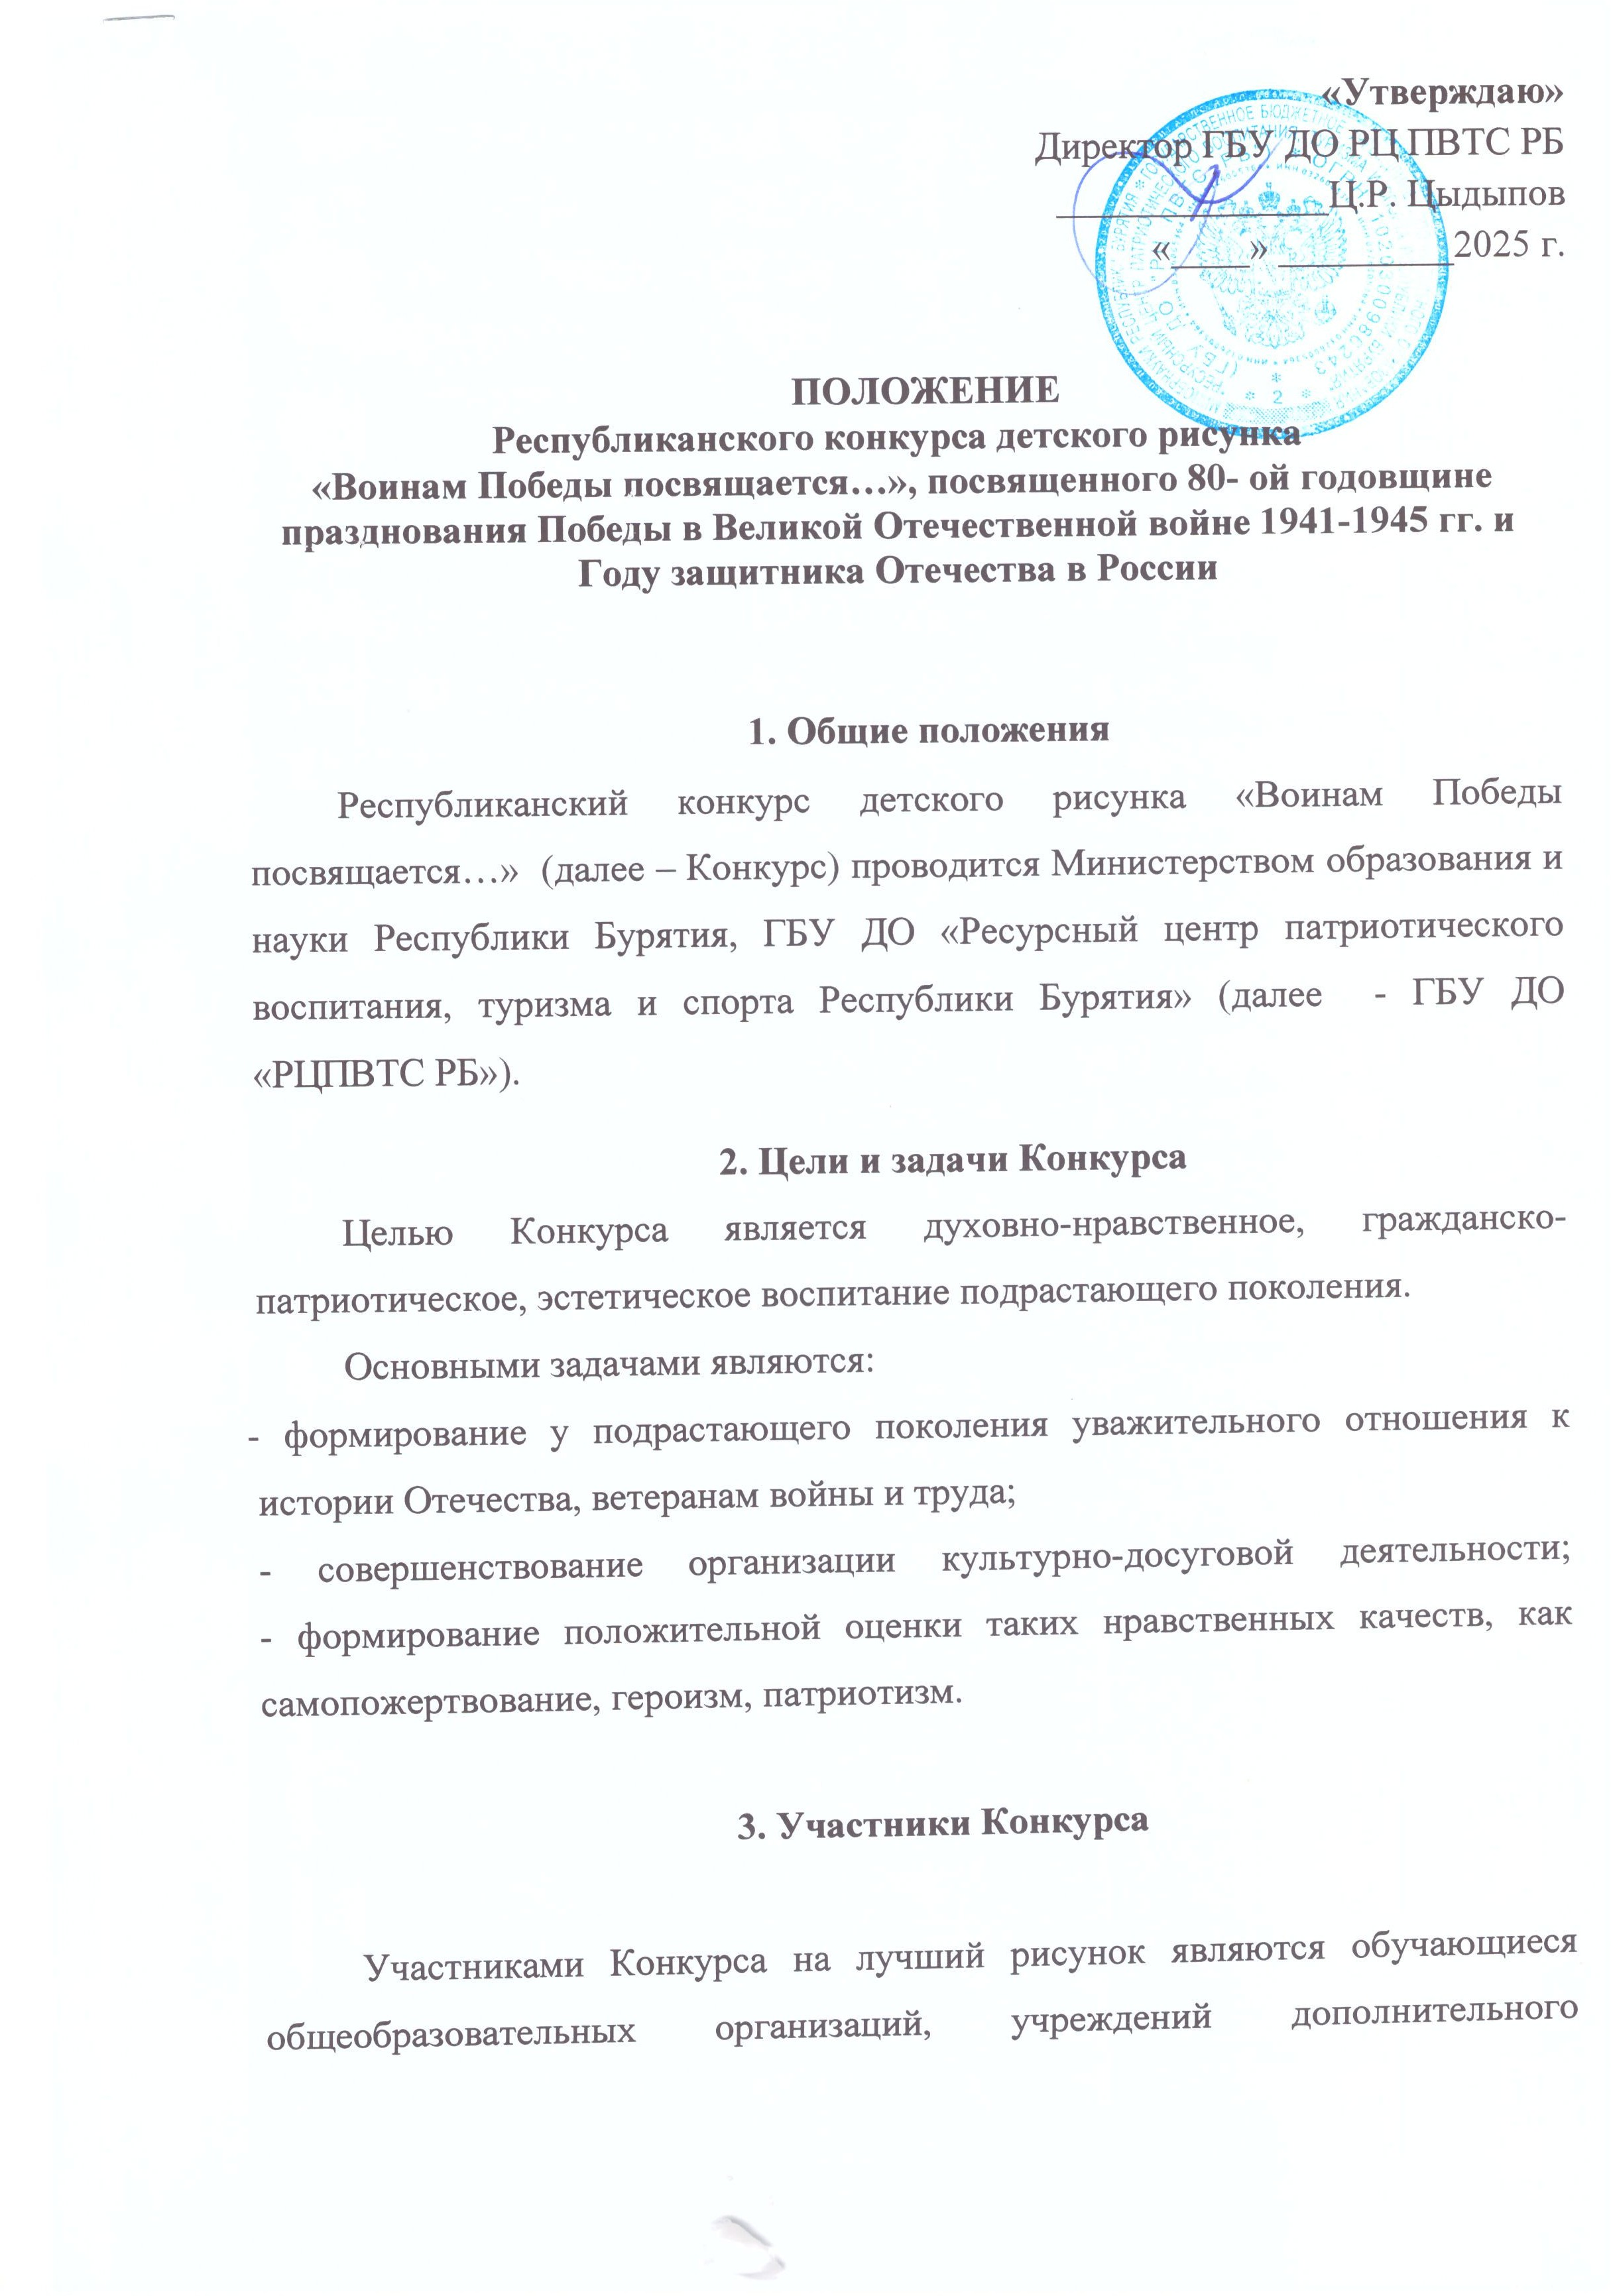 «Утверждаю»
Директор ГБУ ДО РЦ ПВТС РБ
______________Ц.Р. Цыдыпов
«____» _________2025 г.
ПОЛОЖЕНИЕ
Республиканского конкурса детского рисунка
«Воинам Победы посвящается…», посвященного 80- ой годовщине
празднования Победы в Великой Отечественной войне 1941-1945 гг. и
Году защитника Отечества в России
1. Общие положения
Республиканский конкурс детского рисунка «Воинам Победы
посвящается…» (далее – Конкурс) проводится Министерством образования и
науки Республики Бурятия, ГБУ ДО «Ресурсный центр патриотического
воспитания, туризма и спорта Республики Бурятия» (далее - ГБУ ДО
«РЦПВТС РБ»).
2. Цели и задачи Конкурса
Целью Конкурса является духовно-нравственное, гражданско-
патриотическое, эстетическое воспитание подрастающего поколения.
Основными задачами являются:
- формирование у подрастающего поколения уважительного отношения к
истории Отечества, ветеранам войны и труда;
- совершенствование организации культурно-досуговой деятельности;
- формирование положительной оценки таких нравственных качеств, как
самопожертвование, героизм, патриотизм.
3. Участники Конкурса
Участниками Конкурса на лучший рисунок являются обучающиеся
общеобразовательных организаций, учреждений дополнительного